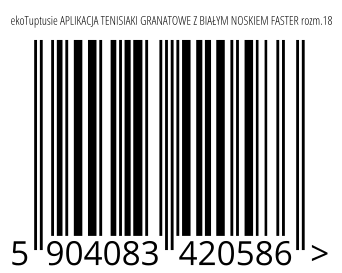 ekoTuptusie APLIKACJA TENISIAKI GRANATOWE Z BIAŁYM NOSKIEM FASTER rozm.18
5 904083 420586 >